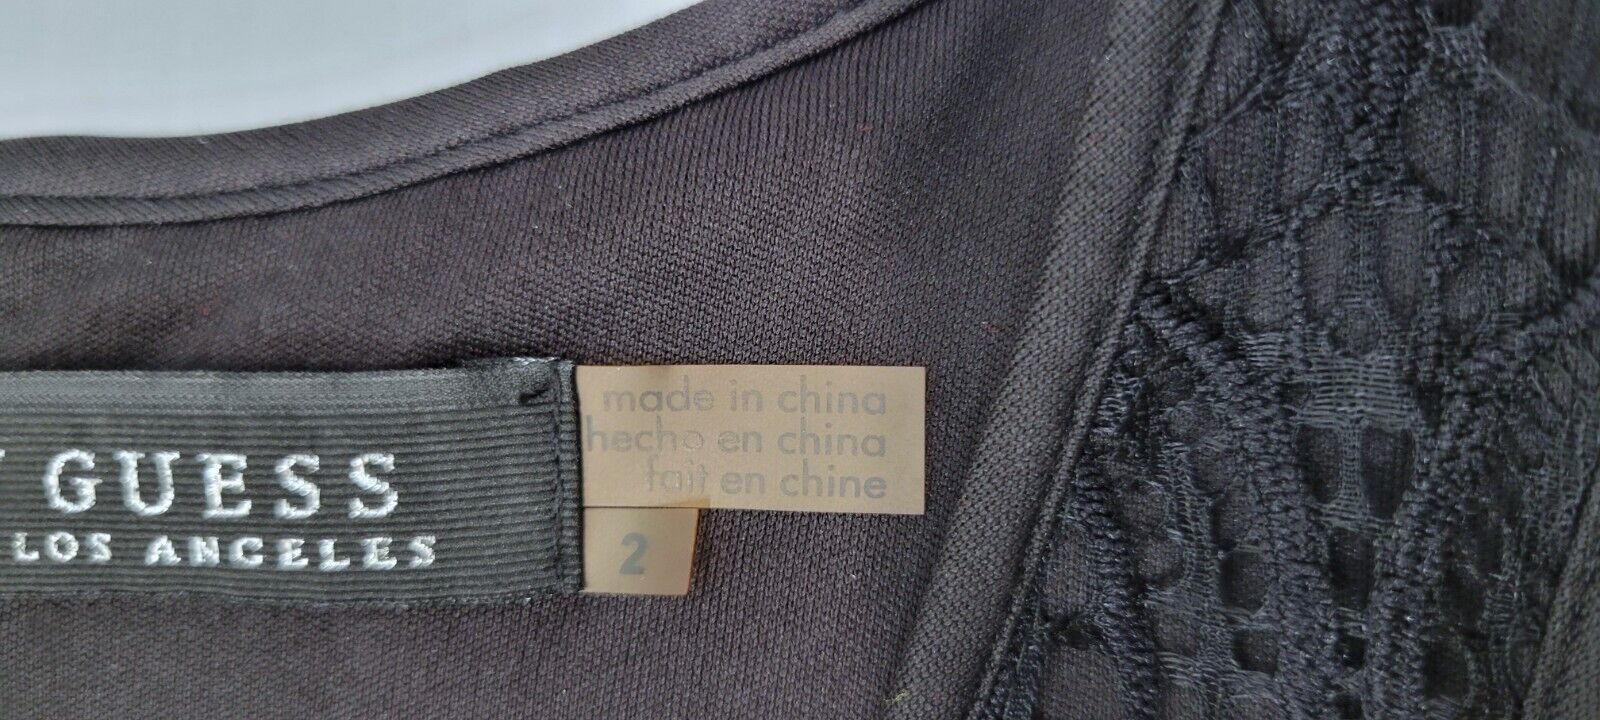 GUESS
LOS ANGELES
made in china
hecho en china
fait en chine
2